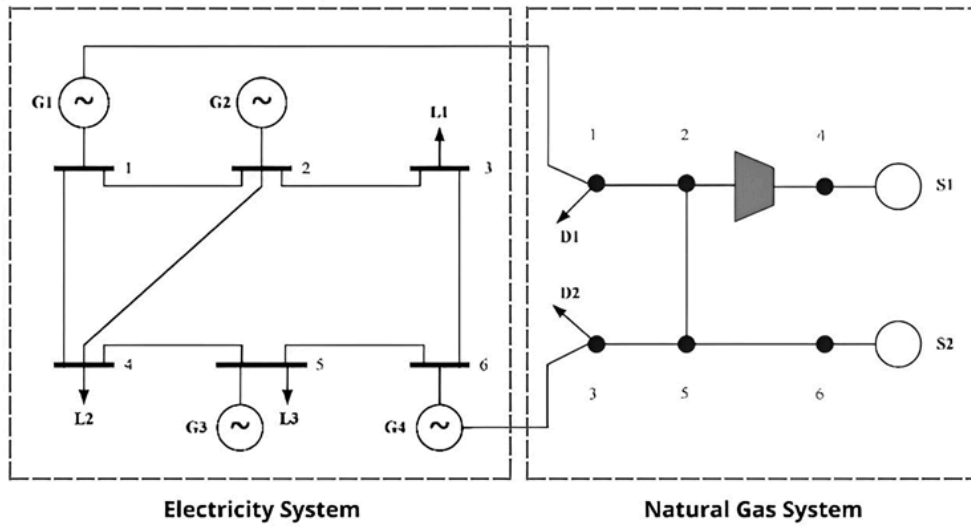 G1
~
G2
~
L1
1
2
3
1
2
4
S1
D1
D2
S2
4
5
6
3
5
6
L2
G3
~
L3
G4
~
Electricity System
Natural Gas System